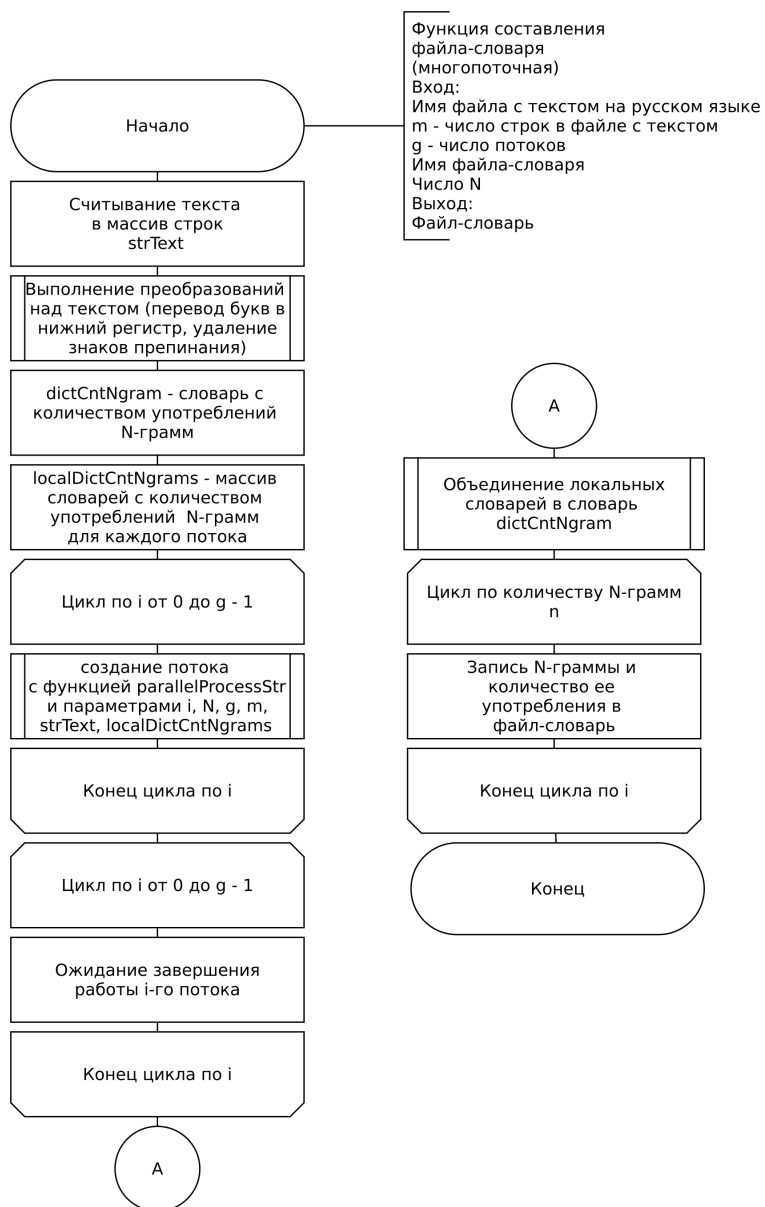 Начало
Функция составления
файла-словаря
(многопоточная)
Вход:
Имя файла с текстом на русском языке
m - число строк в файле с текстом
g - число потоков
Имя файла-словаря
Число N
Выход:
Файл-словарь
Считывание текста
в массив строк
strText
Выполнение преобразований
над текстом (перевод букв в
нижний регистр, удаление
знаков препинания)
dictCntNgram - словарь с
количеством употреблений
N-грамм
localDictCntNgrams - массив
словарей с количеством
употреблений  N-грамм
для каждого потока
Цикл по i от 0 до g - 1
создание потока
с функцией parallelProcessStr
и параметрами i, N, g, m,
strText, localDictCntNgrams
Конец цикла по i
Цикл по i от 0 до g - 1
Ожидание завершения
работы i-го потока
Конец цикла по i
A
A
Объединение локальных
словарей в словарь
dictCntNgram
Цикл по количеству N-грамм
n
Запись N-граммы и
количество ее
употребления в
файл-словарь
Конец цикла по i
Конец